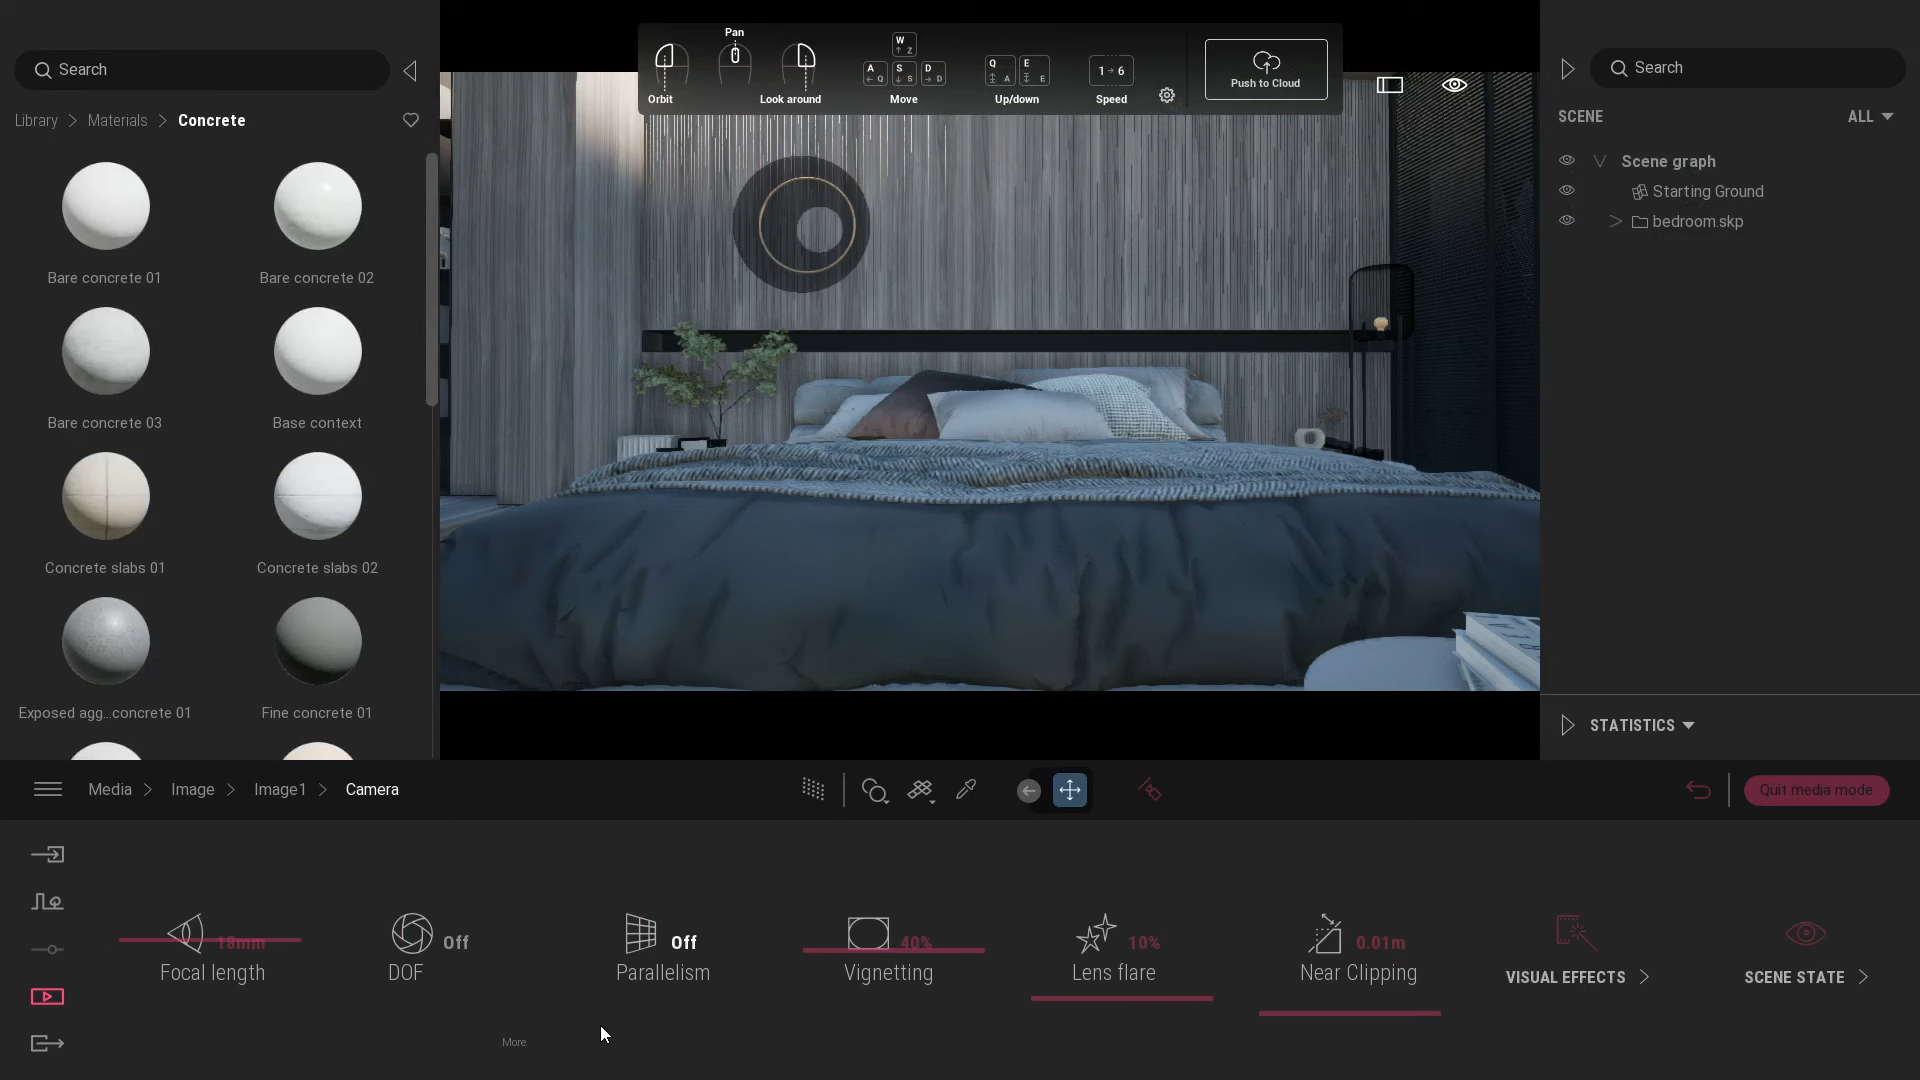 Search
Library > Materials > Concrete
Bare concrete 01
Bare concrete 02
Bare concrete 03
Base context
Concrete slabs 01
Concrete slabs 02
Exposed agg...concrete 01
Fine concrete 01
Pan
Orbit
Look around
W
↑ Z
A
← Q
S
↓ S
D
→ D
Move
Q
A
E
E
Up/down
1 → 6
Speed
Push to Cloud
Search
SCENE
ALL
Scene graph
Starting Ground
bedroom.skp
STATISTICS
Media > Image > Image1 > Camera
Quit media mode
18mm
Focal length
Off
DOF
Off
Parallelism
40%
Vignetting
10%
Lens flare
0.01m
Near Clipping
VISUAL EFFECTS >
SCENE STATE >
More